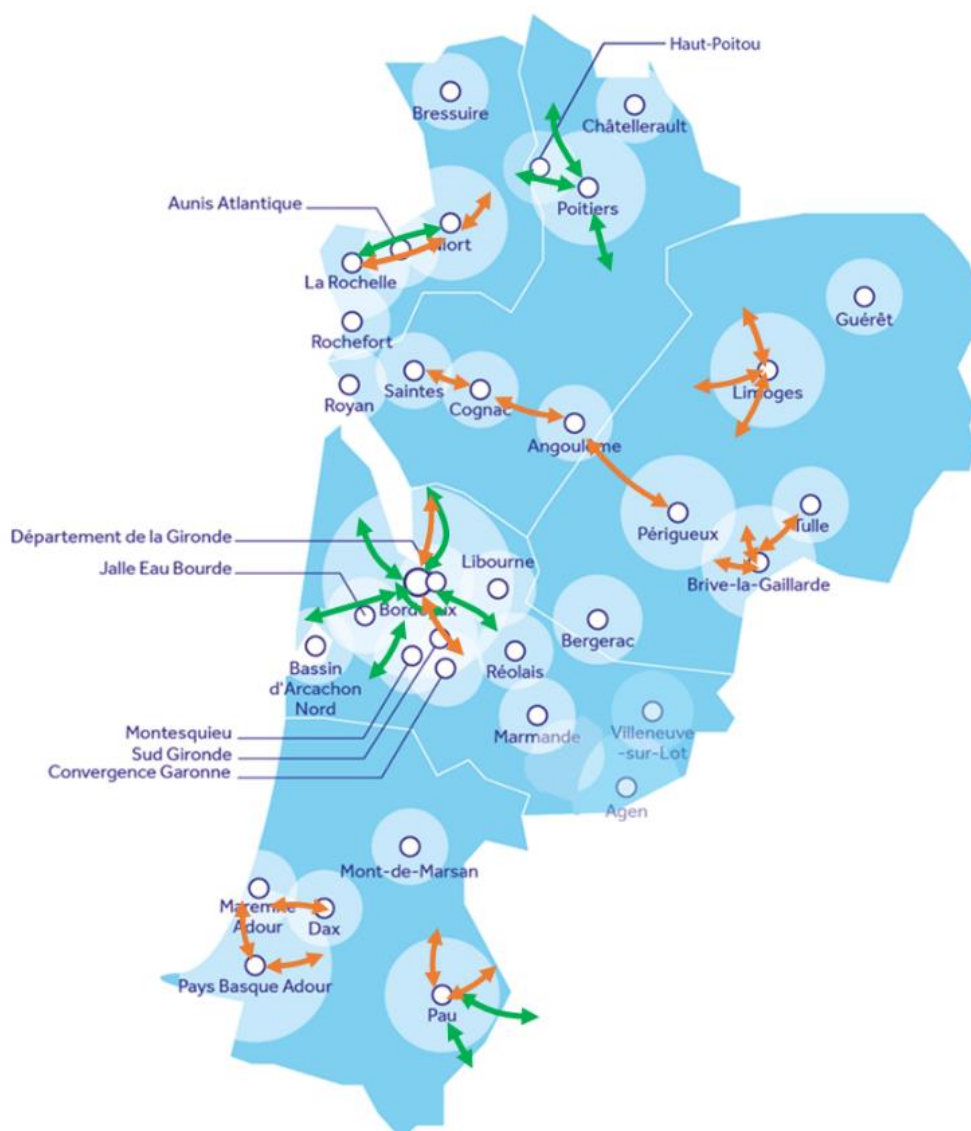 Haut-Poitou
Bressuire
Châtellerault
Aunis Atlantique
Poitiers
Niort
La Rochelle
Guérêt
Rochefort
Royan
Saintes
Cognac
Limoges
Angoulême
Périgueux
Tulle
Département de la Gironde
Jalle Eau Bourde
Libourne
Brive-la-Gaillarde
Bordeaux
Bergerac
Bassin
d'Arcachon
Nord
Réolais
Montesquieu
Sud Gironde
Convergence Garonne
Marmande
Villeneuve
-sur-Lot
Agen
Mont-de-Marsan
Maremne
Adour
Dax
Pays Basque Adour
Pau